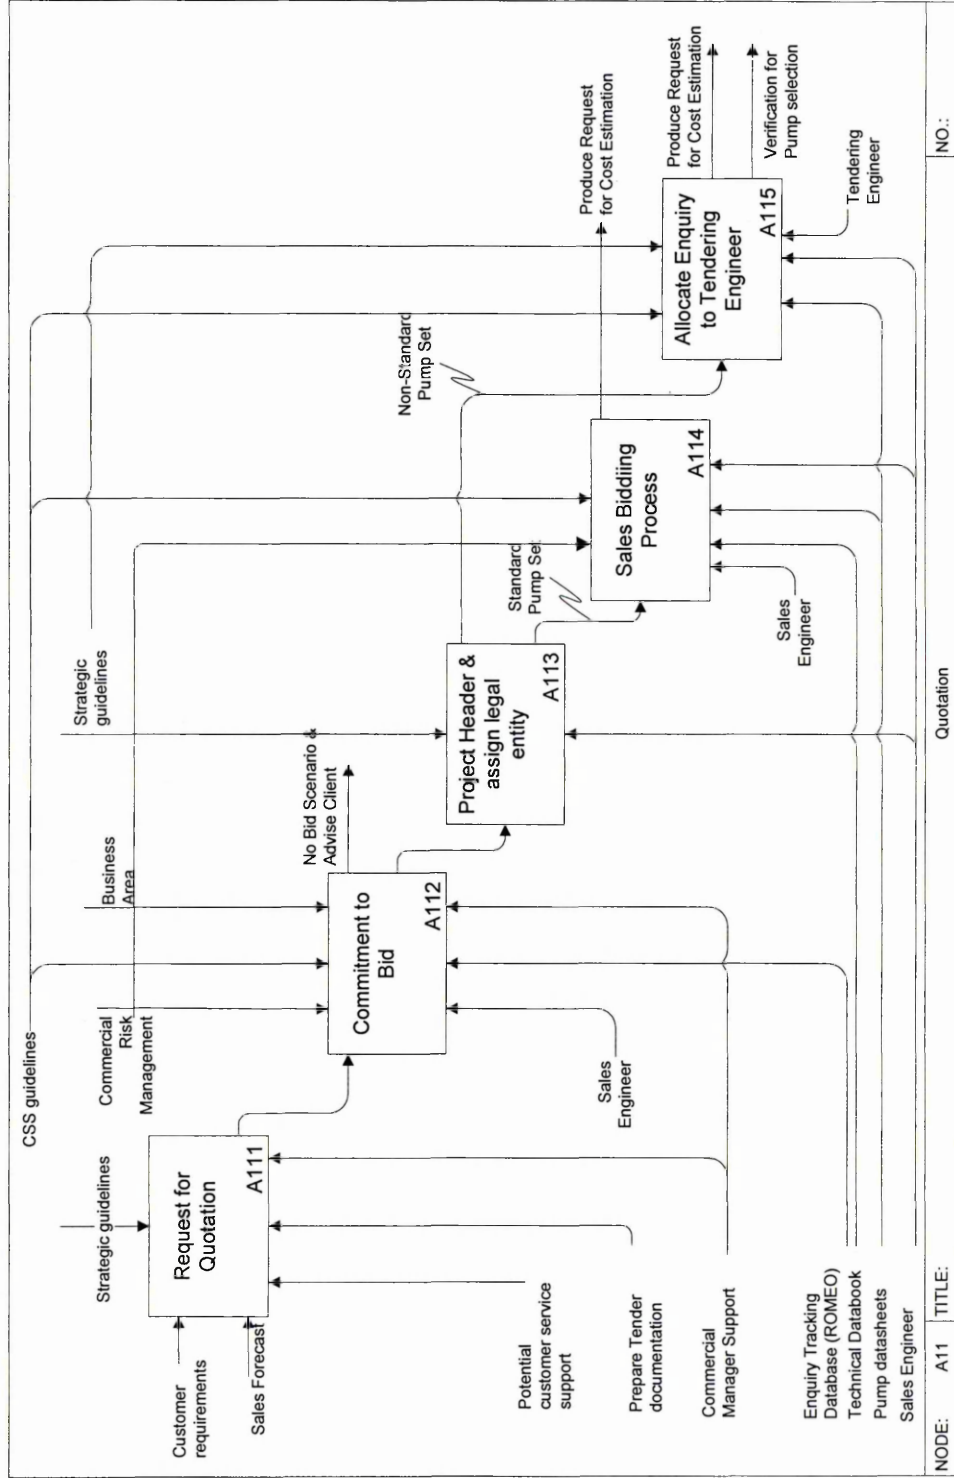 CSS guidelines
Strategic guidelines
Commercial
Risk
Management
Business
Area
Strategic
guidelines
Customer
requirements
Sales Forecast
Request for
Quotation
A111
Commitment to
Bid
A112
No Bid Scenario &
Advise Client
Project Header &
assign legal
entity
A113
Standard
Pump Set
Non-Standard
Pump Set
Sales Biddiing
Process
A114
Produce Request
for Cost Estimation
Allocate Enquiry
to Tendering
Engineer
A115
Produce Request
for Cost Estimation
Verification for
Pump selection
Tendering
Engineer
Sales
Engineer
Sales
Engineer
Potential
customer service
support
Prepare Tender
documentation
Commercial
Manager Support
Enquiry Tracking
Database (ROMEO)
Technical Databook
Pump datasheets
Sales Engineer
NODE: A11 TITLE: Quotation NO.: